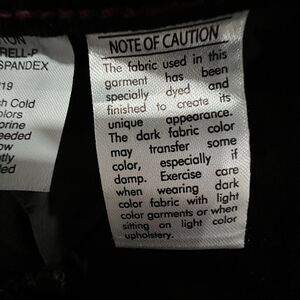 RELL-P
SPANDEX
19
Cold
NOTE OF CAUTION
The fabric used in this
garment has been
specially dyed and
finished to create its
unique appearance.
The dark fabric color
may transfer some
color, especially if
damp. Exercise care
when wearing dark
color fabric with light
color garments or when
sitting on light color
upholstery.